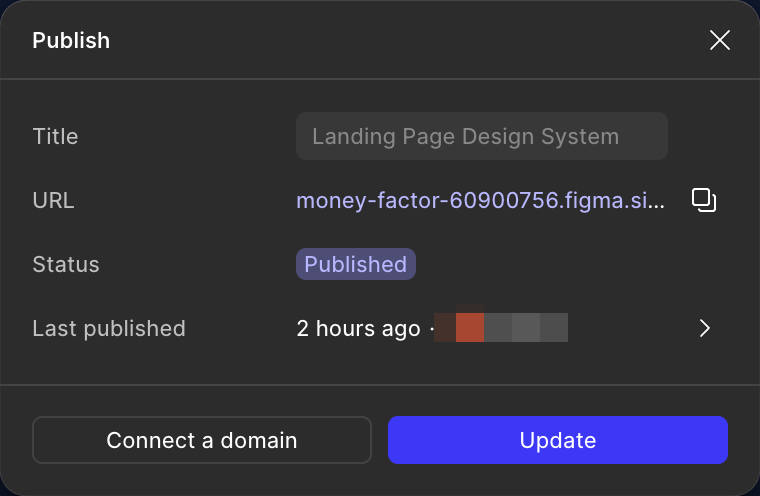 Publish
Title Landing Page Design System
URL money-factor-60900756.figma.si...
Status Published
Last published 2 hours ago ·
Connect a domain Update